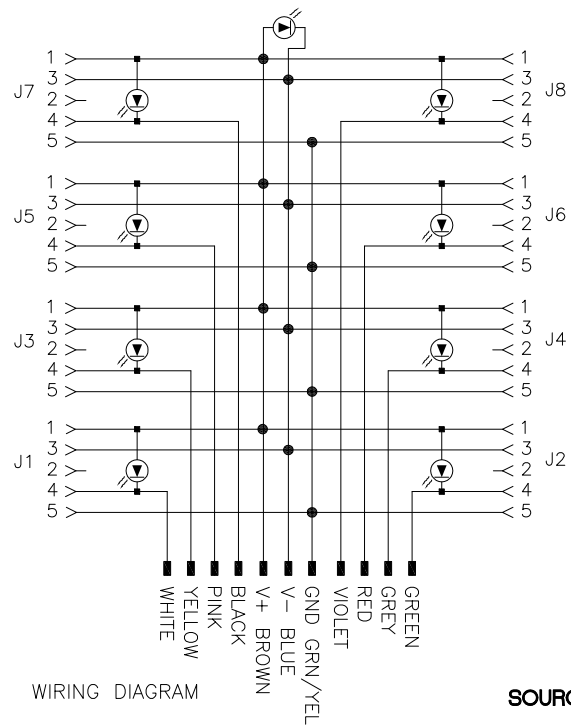 1
3
J7
2
4
5
1
3
J8
2
4
5
1
3
J5
2
4
5
1
3
J6
2
4
5
1
3
J3
2
4
5
1
3
J4
2
4
5
1
3
J1
2
4
5
1
3
J2
2
4
5
WHITE
YELLOW
PINK
BLACK
V+ BROWN
V- BLUE
GND GRN/YEL
VIOLET
RED
GREY
GREEN
WIRING DIAGRAM
SOURC